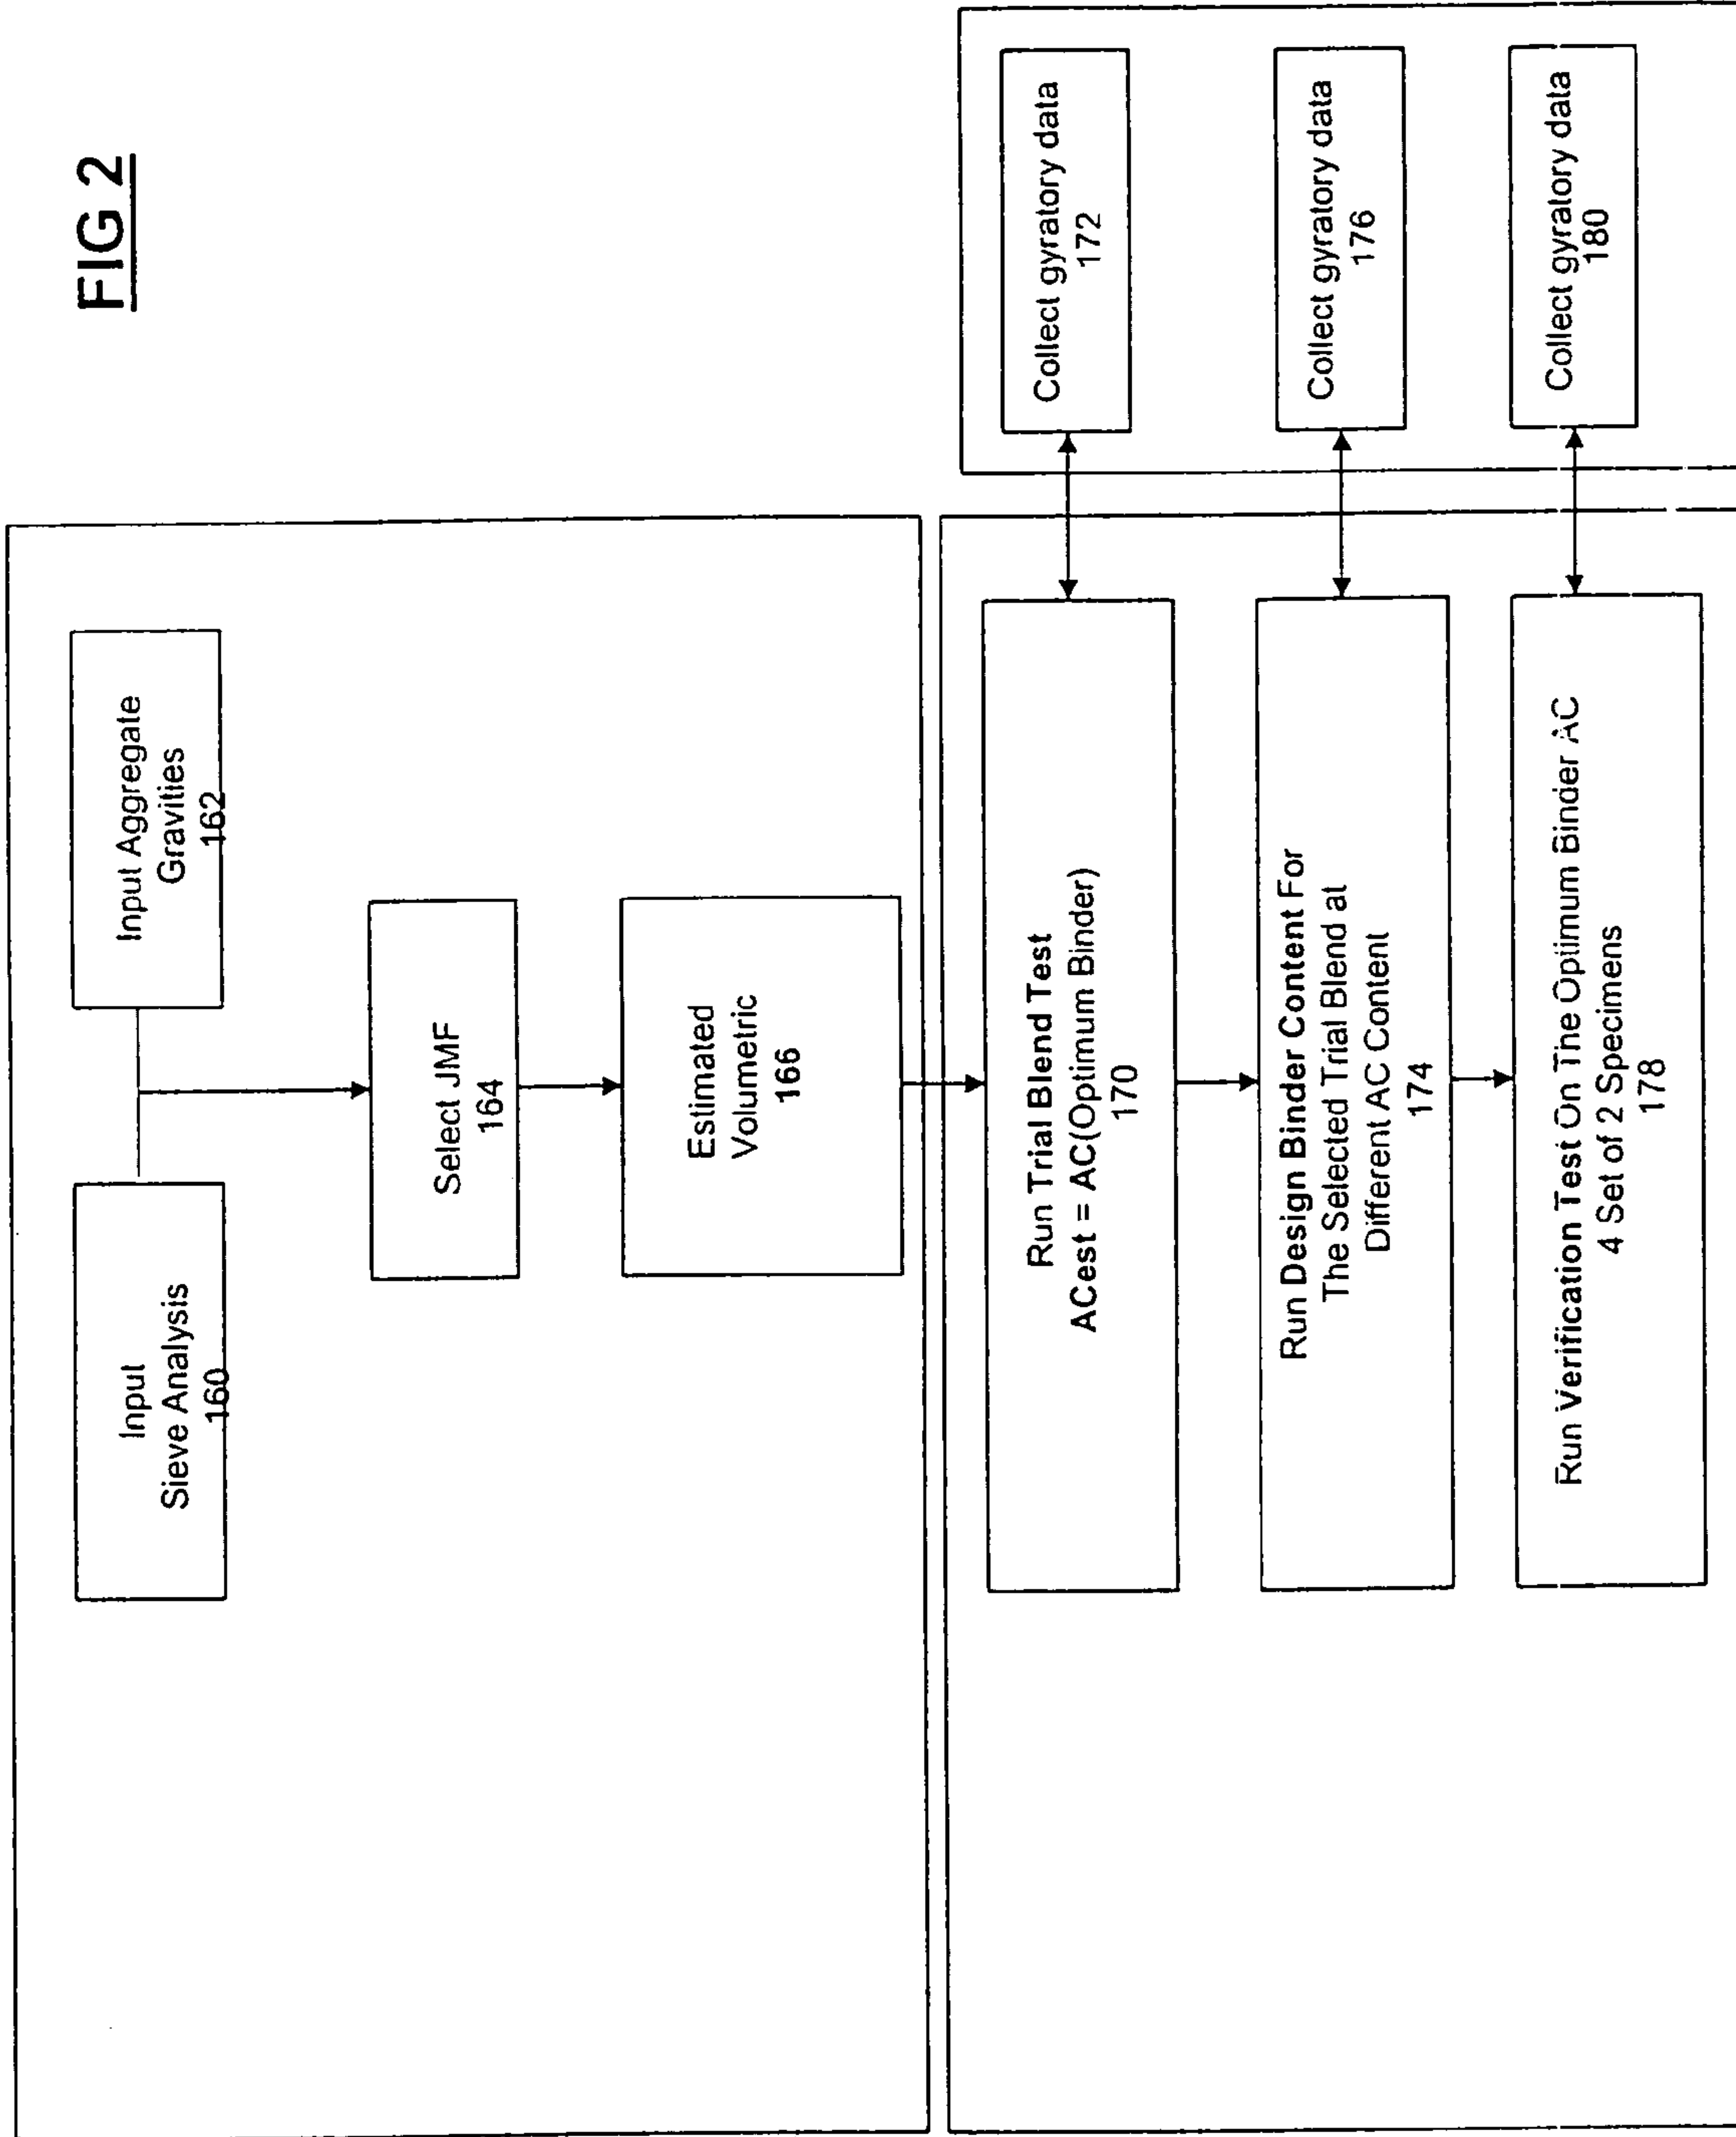 FIG 2
Input
Sieve Analysis
160
Input Aggregate
Gravities
162
Select JMF
164
Estimated
Volumetric
166
Run Trial Blend Test
ACest = AC(Optimum Binder)
170
Collect gyratory data
172
Run Design Binder Content For
The Selected Trial Blend at
Different AC Content
174
Collect gyratory data
176
Run Verification Test On The Optimum Binder AC
4 Set of 2 Specimens
178
Collect gyratory data
180